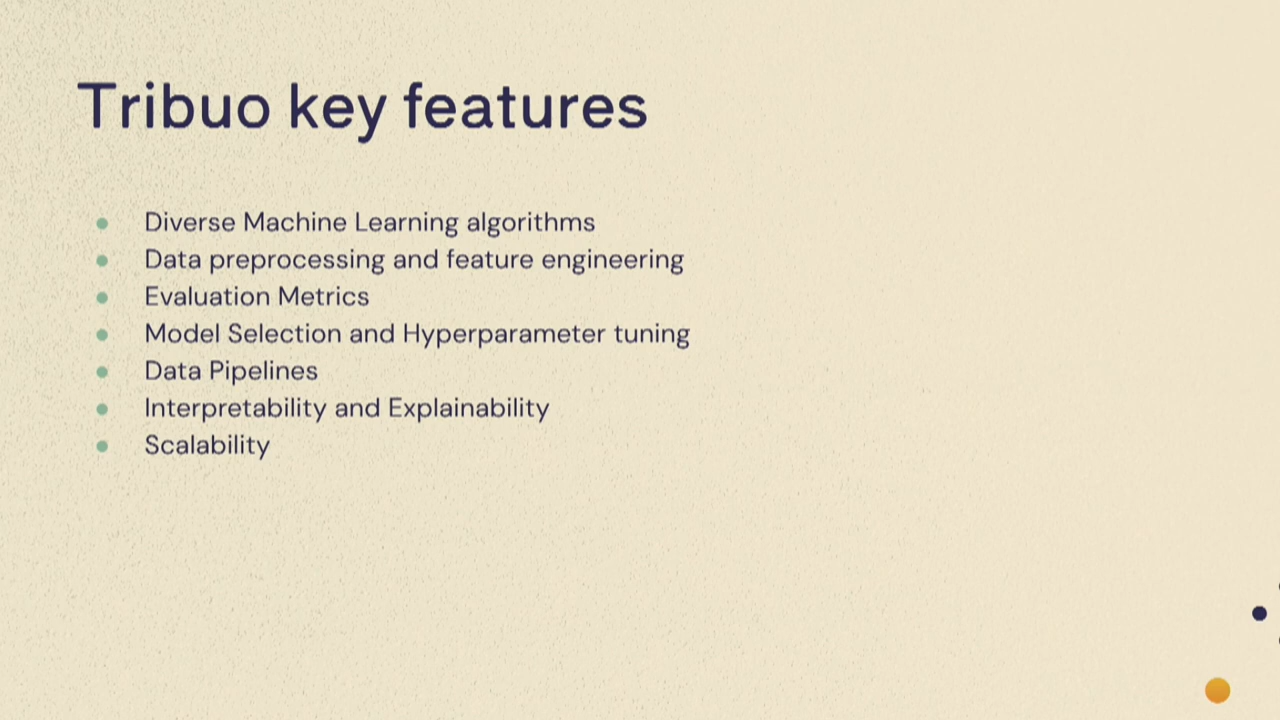 Tribuo key features
Diverse Machine Learning algorithms
Data preprocessing and feature engineering
Evaluation Metrics
Model Selection and Hyperparameter tuning
Data Pipelines
Interpretability and Explainability
Scalability